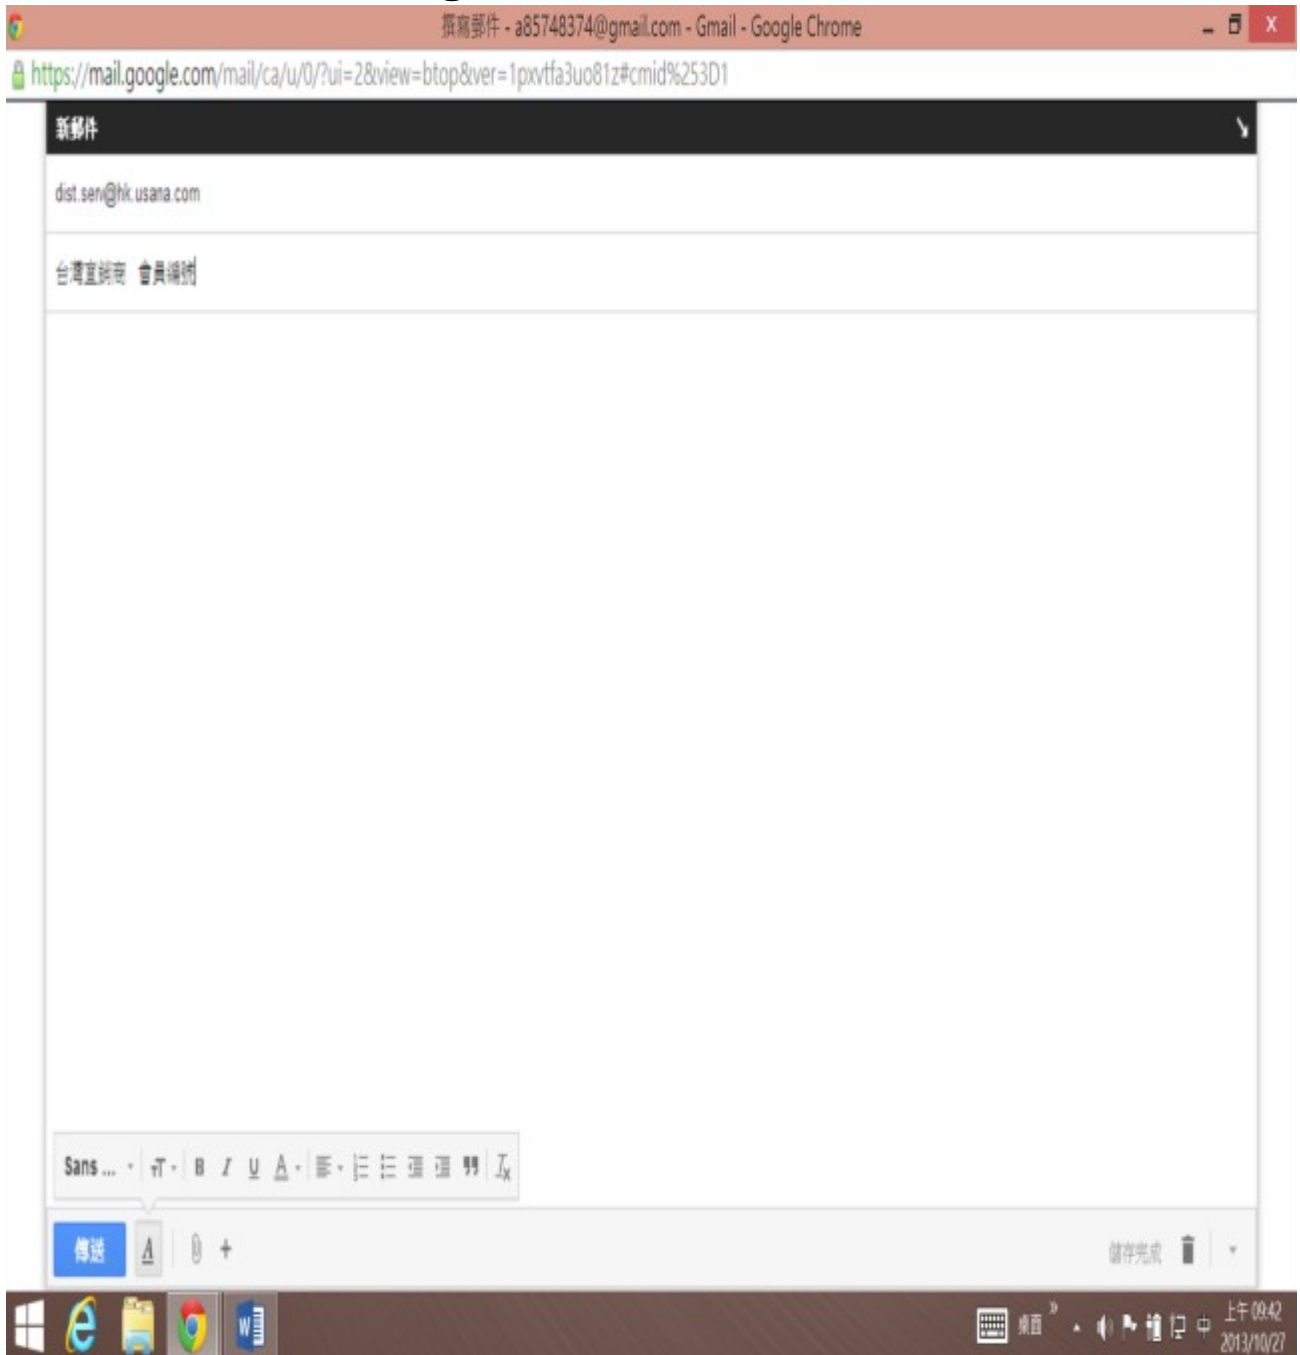 撰寫郵件 - a85748374@gmail.com - Gmail - Google Chrome
https://mail.google.com/mail/ca/u/0/?ui=2&view=btop&ver=1pxvtfa3uo81z#cmid%253D1
新郵件
dist.serv@hk.usana.com
台灣直銷商 會員編號
Sans ...
B I U A
傳送 A
儲存完成
W
桌面
中
上午 09:42
2013/10/27